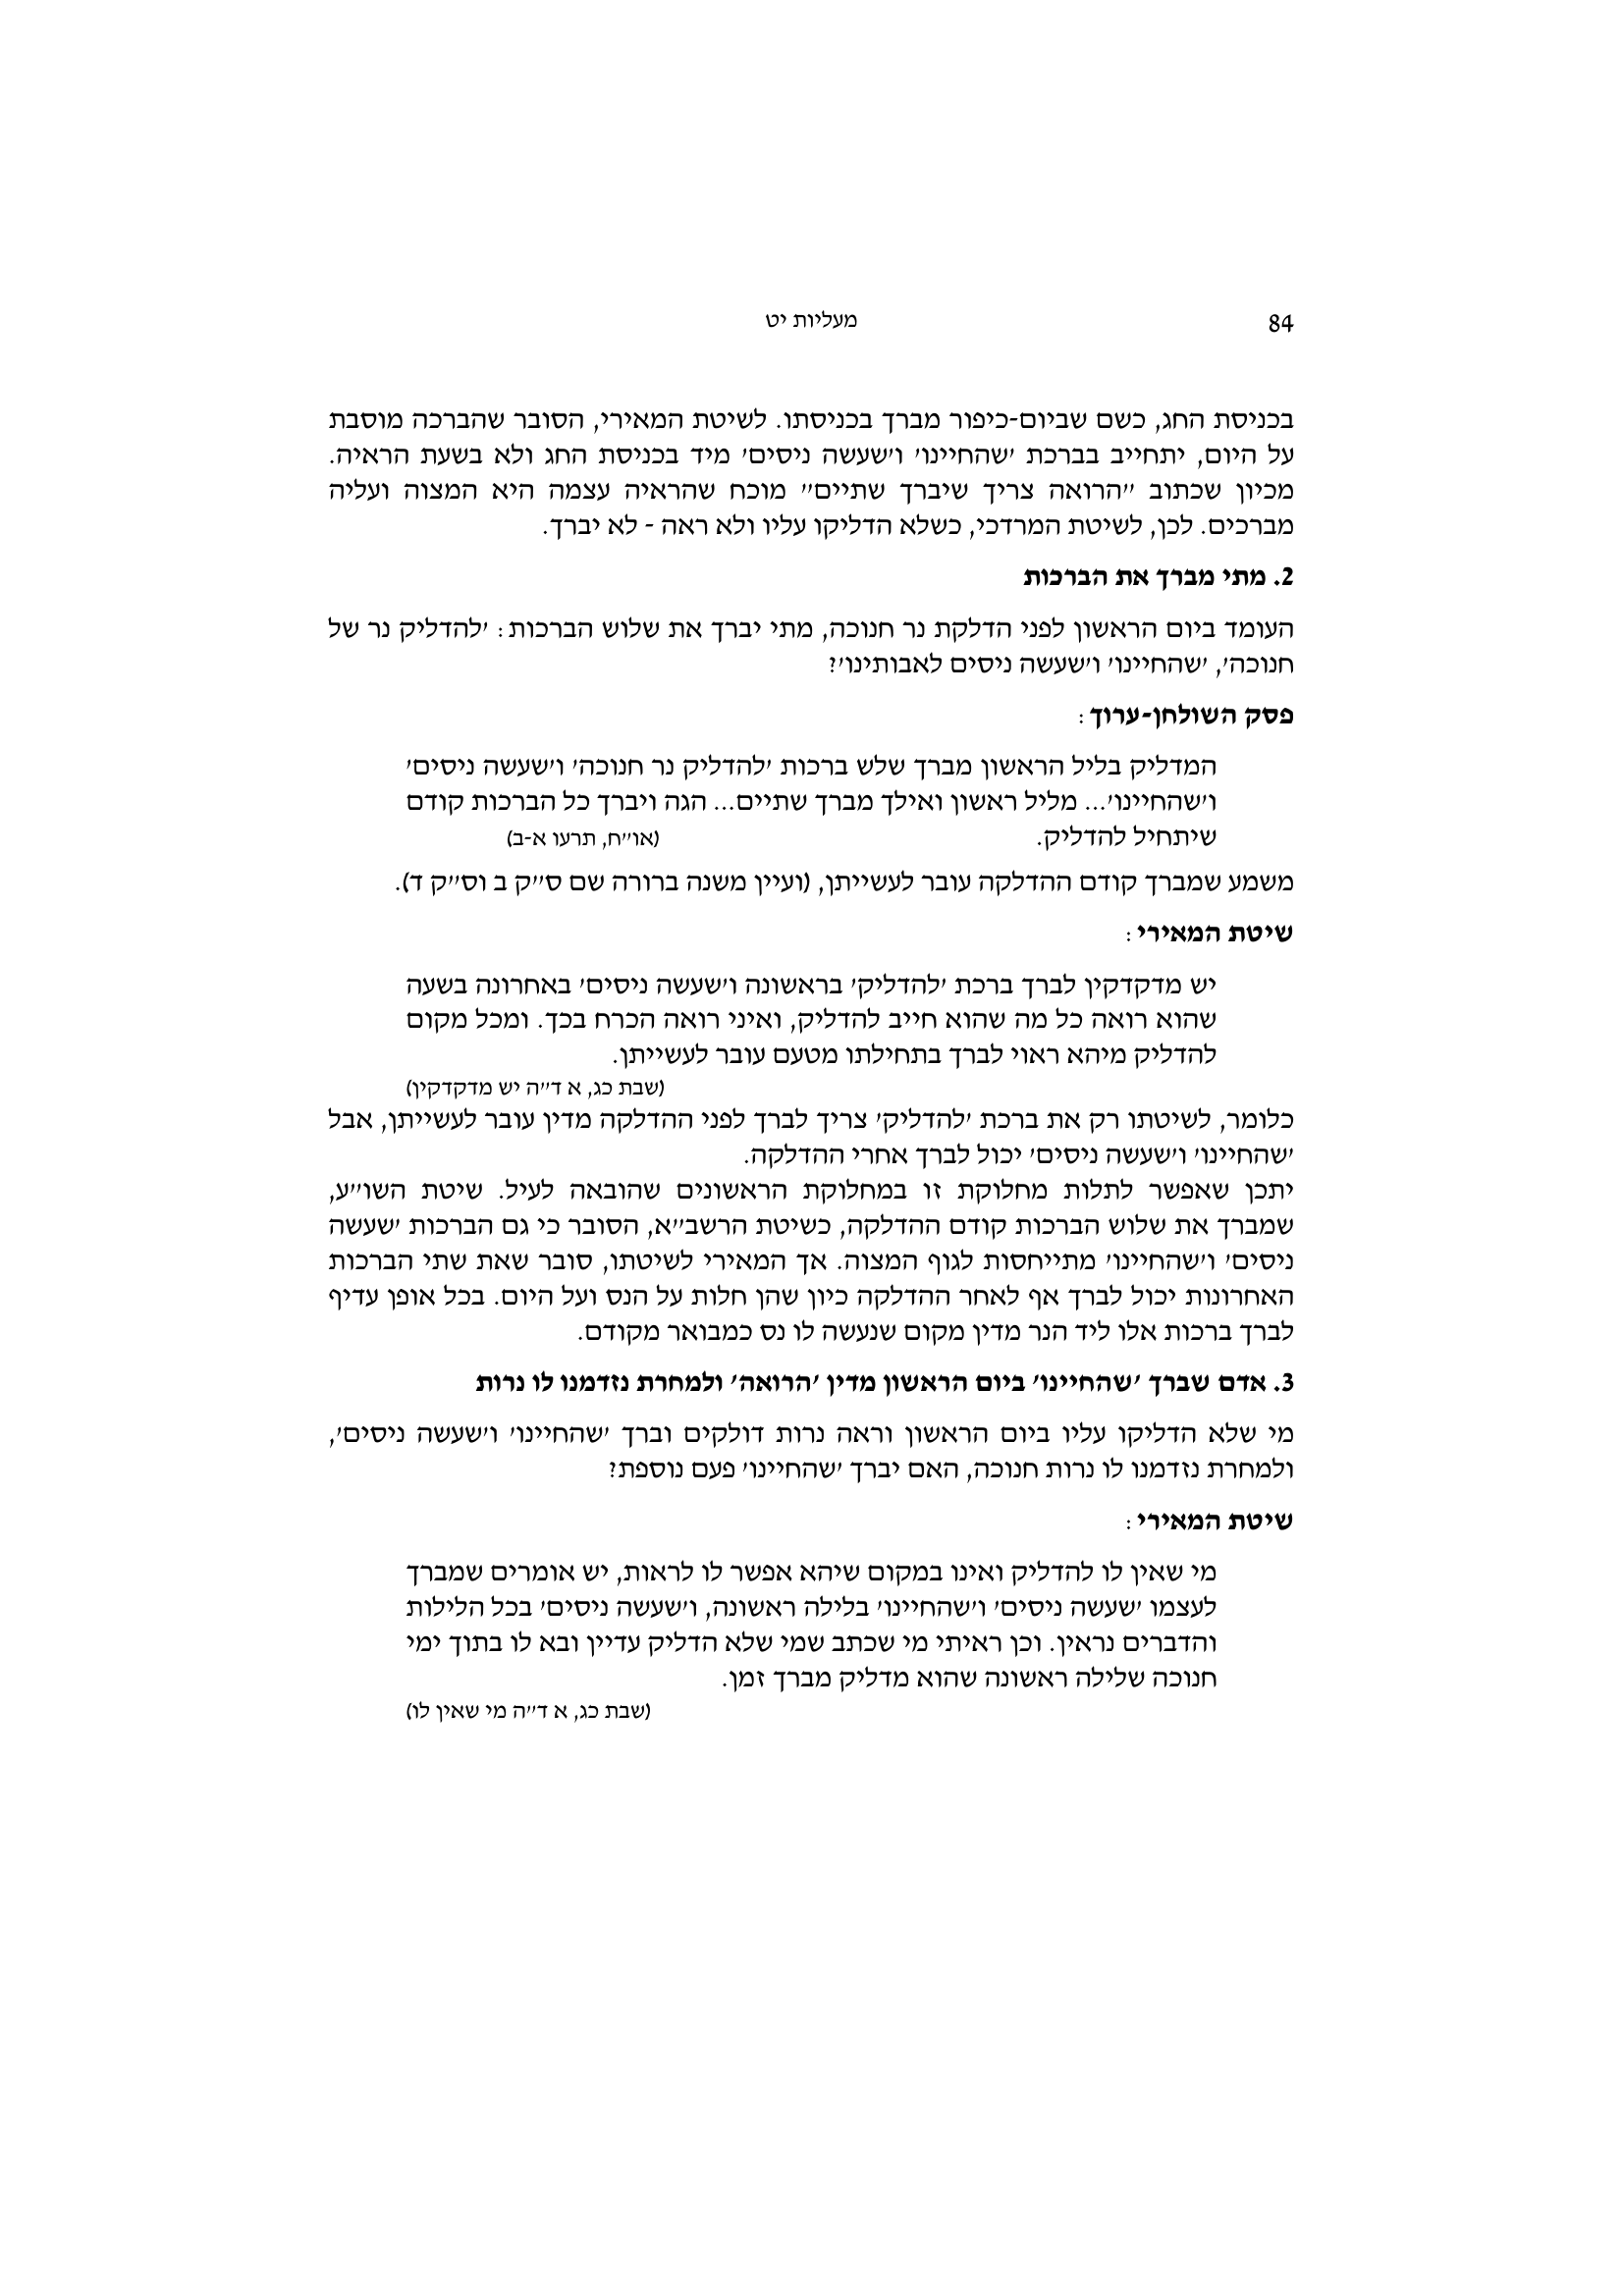 84
מעליות יט
בכניסת החג, כשם שביום-כיפור מברך בכניסתו. לשיטת המאירי, הסובר שהברכה מוסבת
על היום, יתחייב בברכת 'שהחיינו' ו'שעשה ניסים' מיד בכניסת החג ולא בשעת הראיה.
מכיון שכתוב "הרואה צריך שיברך שתיים" מוכח שהראיה עצמה היא המצוה ועליה
מברכים. לכן, לשיטת המרדכי, כשלא הדליקו עליו ולא ראה - לא יברך.
2. מתי מברך את הברכות
העומד ביום הראשון לפני הדלקת נר חנוכה, מתי יברך את שלוש הברכות: 'להדליק נר של
חנוכה', 'שהחיינו' ו'שעשה ניסים לאבותינו'?
פסק השולחן-ערוך:
המדליק בליל הראשון מברך שלש ברכות 'להדליק נר חנוכה' ו'שעשה ניסים'
ו'שהחיינו'... מליל ראשון ואילך מברך שתיים... הגה ויברך כל הברכות קודם
שיתחיל להדליק. (או"ח, תרעו א-ב)
משמע שמברך קודם ההדלקה עובר לעשייתן, (ועיין משנה ברורה שם ס"ק ב וס"ק ד).
שיטת המאירי:
יש מדקדקין לברך ברכת 'להדליק' בראשונה ו'שעשה ניסים' באחרונה בשעה
שהוא רואה כל מה שהוא חייב להדליק, ואיני רואה הכרח בכך. ומכל מקום
להדליק מיהא ראוי לברך בתחילתו מטעם עובר לעשייתן.
(שבת כג, א ד"ה יש מדקדקין)
כלומר, לשיטתו רק את ברכת 'להדליק' צריך לברך לפני ההדלקה מדין עובר לעשייתן, אבל
'שהחיינו' ו'שעשה ניסים' יכול לברך אחרי ההדלקה.
יתכן שאפשר לתלות מחלוקת זו במחלוקת הראשונים שהובאה לעיל. שיטת השו"ע,
שמברך את שלוש הברכות קודם ההדלקה, כשיטת הרשב"א, הסובר כי גם הברכות 'שעשה
ניסים' ו'שהחיינו' מתייחסות לגוף המצוה. אך המאירי לשיטתו, סובר שאת שתי הברכות
האחרונות יכול לברך אף לאחר ההדלקה כיון שהן חלות על הנס ועל היום. בכל אופן עדיף
לברך ברכות אלו ליד הנר מדין מקום שנעשה לו נס כמבואר מקודם.
3. אדם שברך 'שהחיינו' ביום הראשון מדין 'הרואה' ולמחרת נזדמנו לו נרות
מי שלא הדליקו עליו ביום הראשון וראה נרות דולקים וברך 'שהחיינו' ו'שעשה ניסים',
ולמחרת נזדמנו לו נרות חנוכה, האם יברך 'שהחיינו' פעם נוספת?
שיטת המאירי:
מי שאין לו להדליק ואינו במקום שיהא אפשר לו לראות, יש אומרים שמברך
לעצמו 'שעשה ניסים' ו'שהחיינו' בלילה ראשונה, ו'שעשה ניסים' בכל הלילות
והדברים נראין. וכן ראיתי מי שכתב שמי שלא הדליק עדיין ובא לו בתוך ימי
חנוכה שלילה ראשונה שהוא מדליק מברך זמן.
(שבת כג, א ד"ה מי שאין לו)